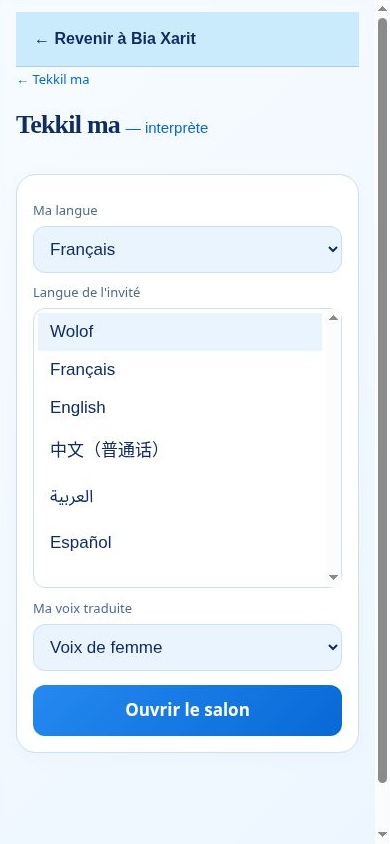 ← Revenir à Bia Xarit
← Tekkil ma
Tekkil ma — interprète
Ma langue
Français
Langue de l'invité
Wolof
Français
English
中文（普通话）
العربية
Español
Ma voix traduite
Voix de femme
Ouvrir le salon